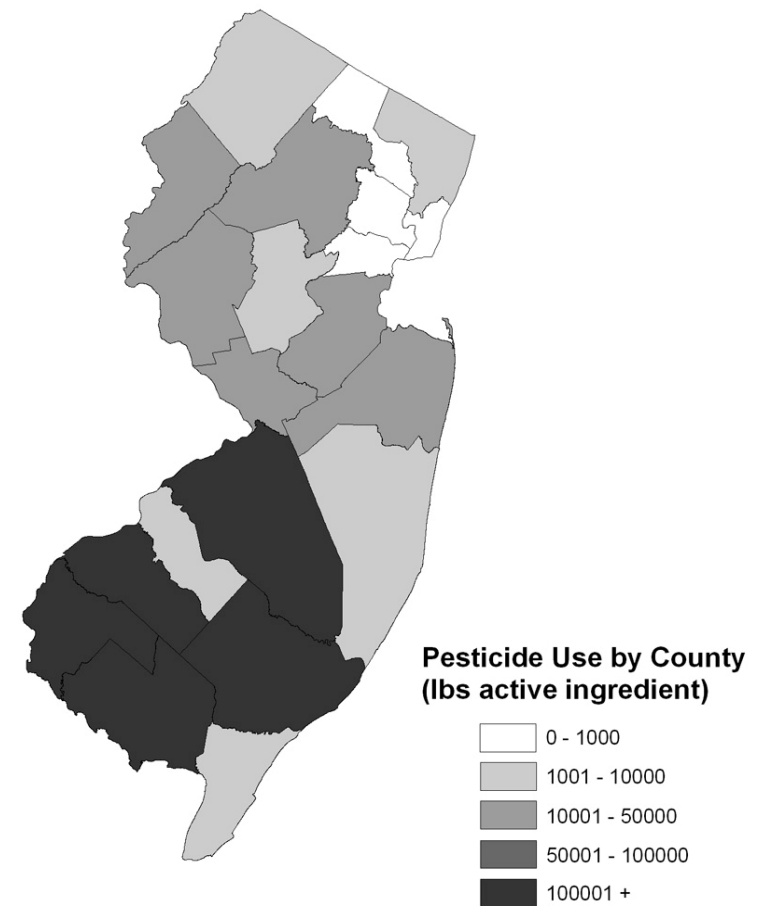 Pesticide Use by County
(lbs active ingredient)
0 - 1000
1001 - 10000
10001 - 50000
50001 - 100000
100001 +